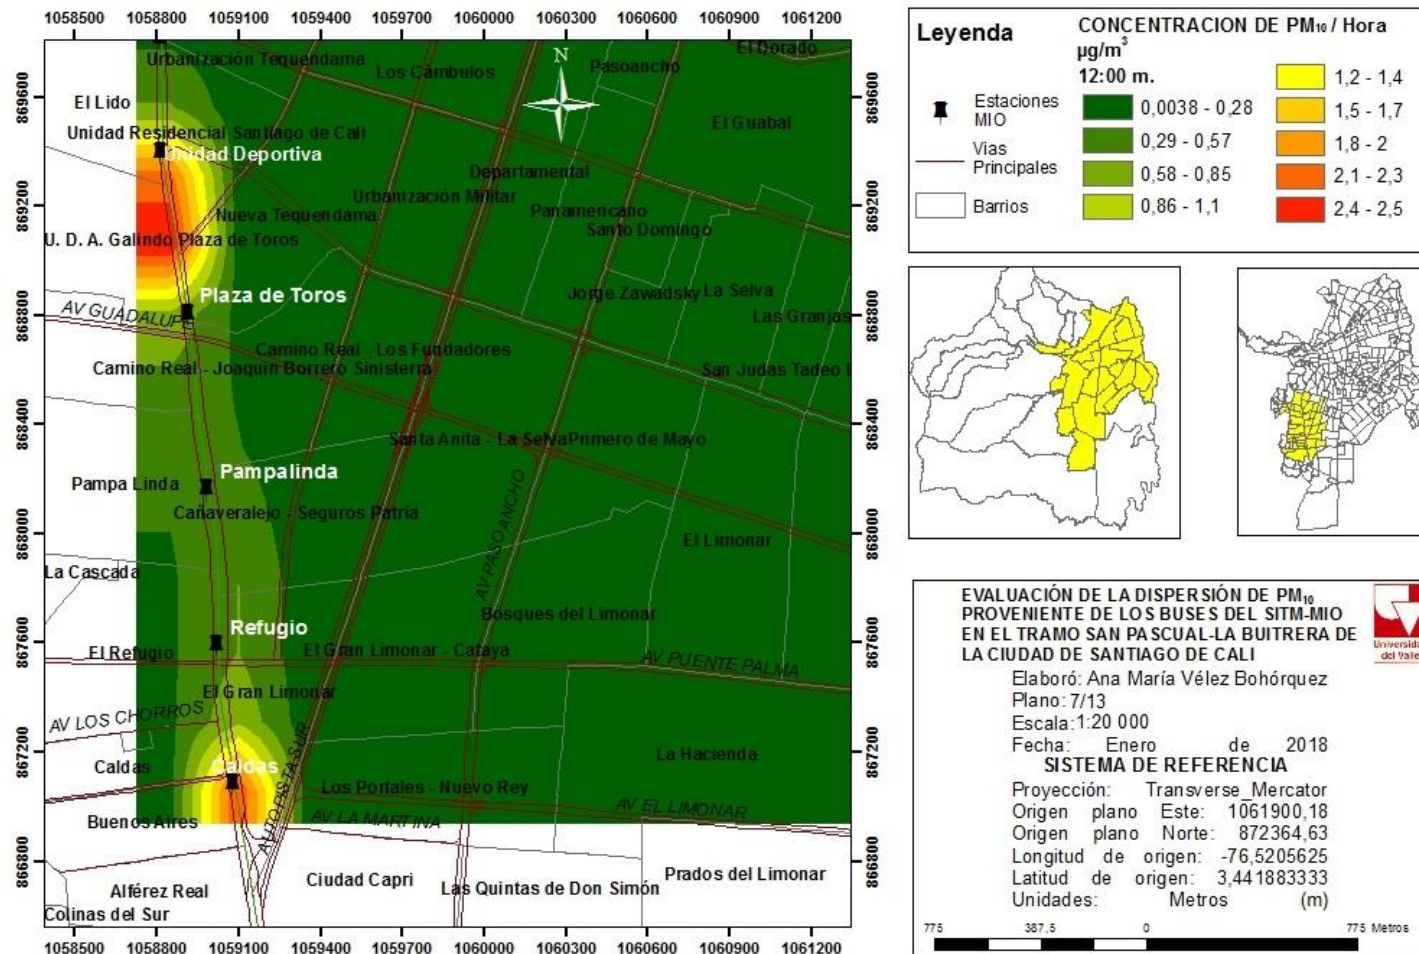 1058500 1058800 1059100 1059400 1059700 1060000 1060300 1060600 1060900 1061200
869600
869200
868800
868400
868000
867600
867200
866800
El Dorado
Urbanización Tequendama
N
Pasoancho
Los Cámbulos
El Lido
El Guabal
Unidad Residencial Santiago de Cali
Unidad Deportiva
Departamental
Urbanización Militar
Nueva Tequendama
Panamericano
Santo Domingo
U. D. A. Galindo Plaza de Toros
Plaza de Toros
Jorge Zawadsky
La Selva
AV GUADALUPE
Las Granjas
Camino Real - Los Fundadores
Camino Real - Joaquín Borrero Sinisterra
San Judas Tadeo
Santa Anita - La Selva
Primero de Mayo
Pampalinda
Pampa Linda
Cañaveralejo - Seguros Patria
AV PASOANCHO
El Limonar
La Cascada
Bosques del Limonar
Refugio
El Refugio
El Gran Limonar - Cataya
AV PUENTE PALMA
El Gran Limonar
AV LOS CHORROS
AUTOPISTA SUR
La Hacienda
Caldas
Caldas
Los Portales - Nuevo Rey
AV EL LIMONAR
Buenos Aires
AV LA MARTINA
Prados del Limonar
Ciudad Capri
Las Quintas de Don Simón
Alférez Real
Colinas del Sur
869600
869200
868800
868400
868000
867600
867200
866800
1058500 1058800 1059100 1059400 1059700 1060000 1060300 1060600 1060900 1061200
Leyenda
Estaciones
MIO
Vias
Principales
Barrios
CONCENTRACION DE PM10 / Hora
µg/m3
12:00 m.
0,0038 - 0,28
0,29 - 0,57
0,58 - 0,85
0,86 - 1,1
1,2 - 1,4
1,5 - 1,7
1,8 - 2
2,1 - 2,3
2,4 - 2,5
EVALUACIÓN DE LA DISPERSIÓN DE PM10
PROVENIENTE DE LOS BUSES DEL SITM-MIO
EN EL TRAMO SAN PASCUAL-LA BUITRERA DE
LA CIUDAD DE SANTIAGO DE CALI
Universidad
del Valle
Elaboró: Ana María Vélez Bohórquez
Plano: 7/13
Escala:1:20 000
Fecha: Enero de 2018
SISTEMA DE REFERENCIA
Proyección: Transverse_Mercator
Origen plano Este: 1061900,18
Origen plano Norte: 872364,63
Longitud de origen: -76,5205625
Latitud de origen: 3,441883333
Unidades: Metros (m)
775 387,5 0 775 Metros